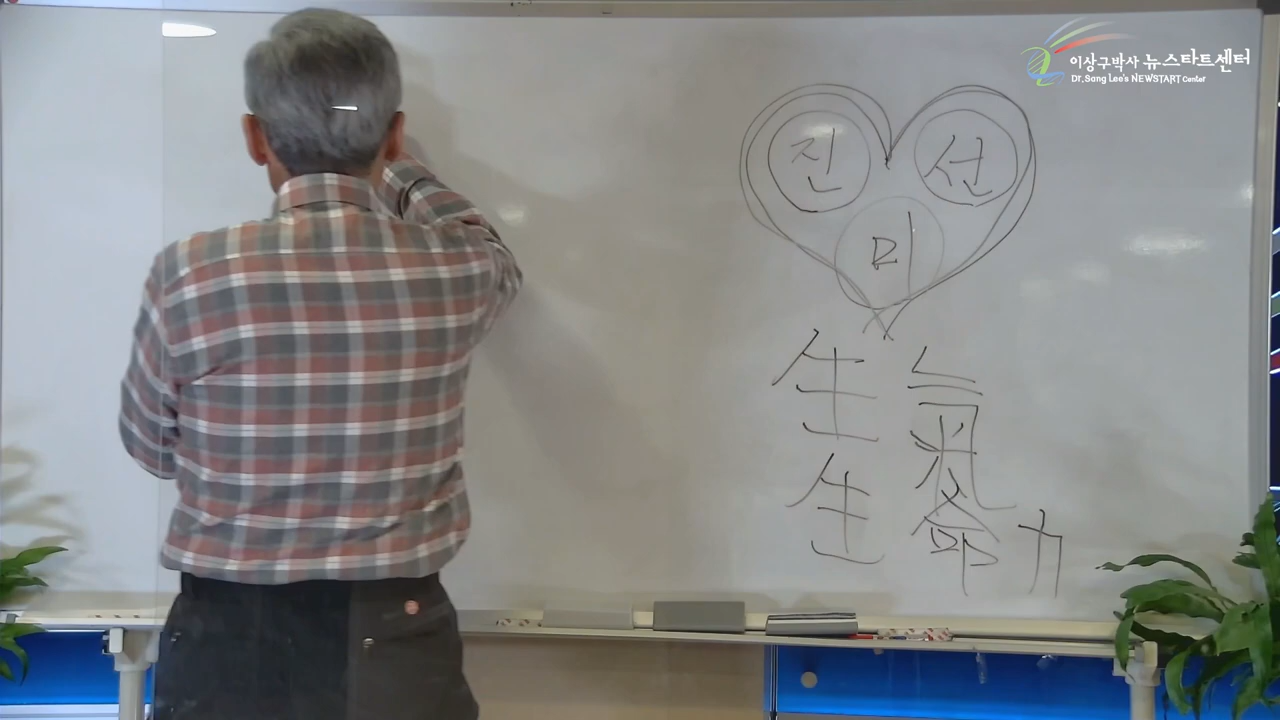 이상구박사 뉴스타트센터
Dr. Sang Lee's NEWSTART Center
진 선
미
生 氣
生 命 力